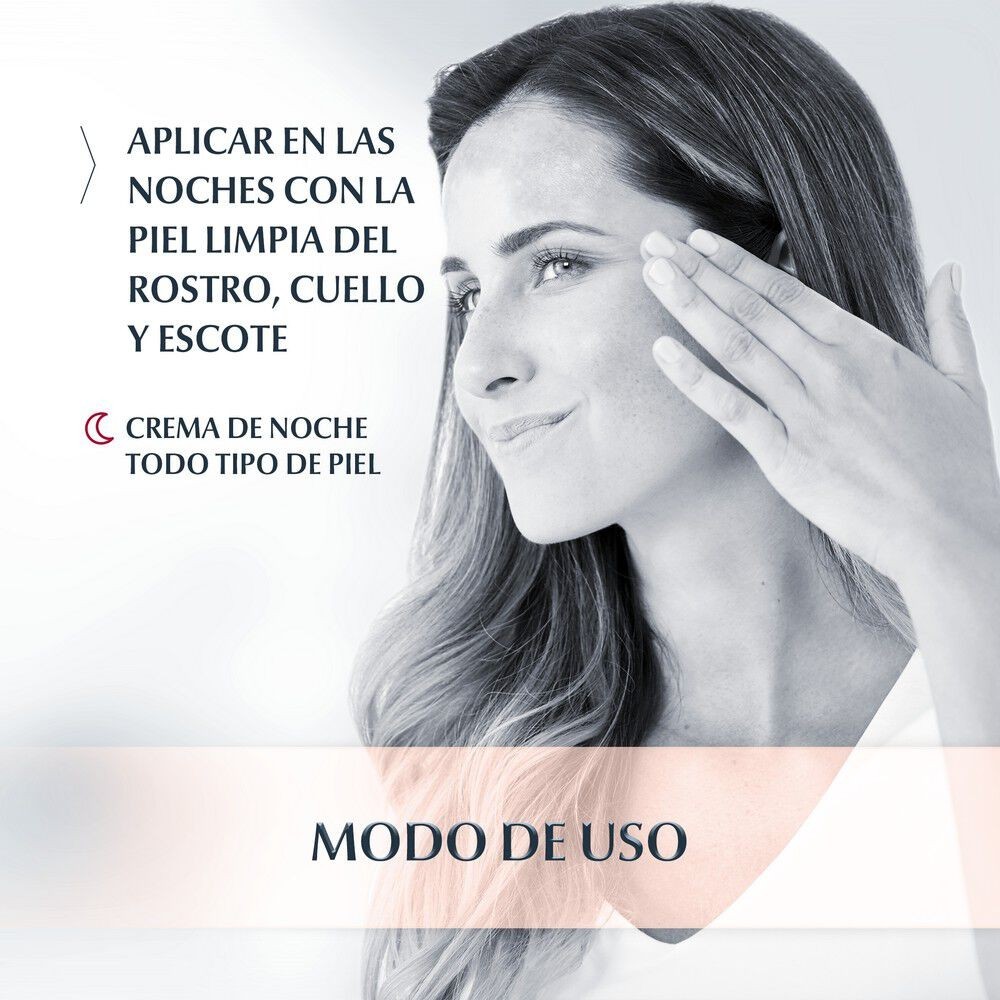 APLICAR EN LAS
NOCHES CON LA
PIEL LIMPIA DEL
ROSTRO, CUELLO
Y ESCOTE
CREMA DE NOCHE
TODO TIPO DE PIEL
MODO DE USO